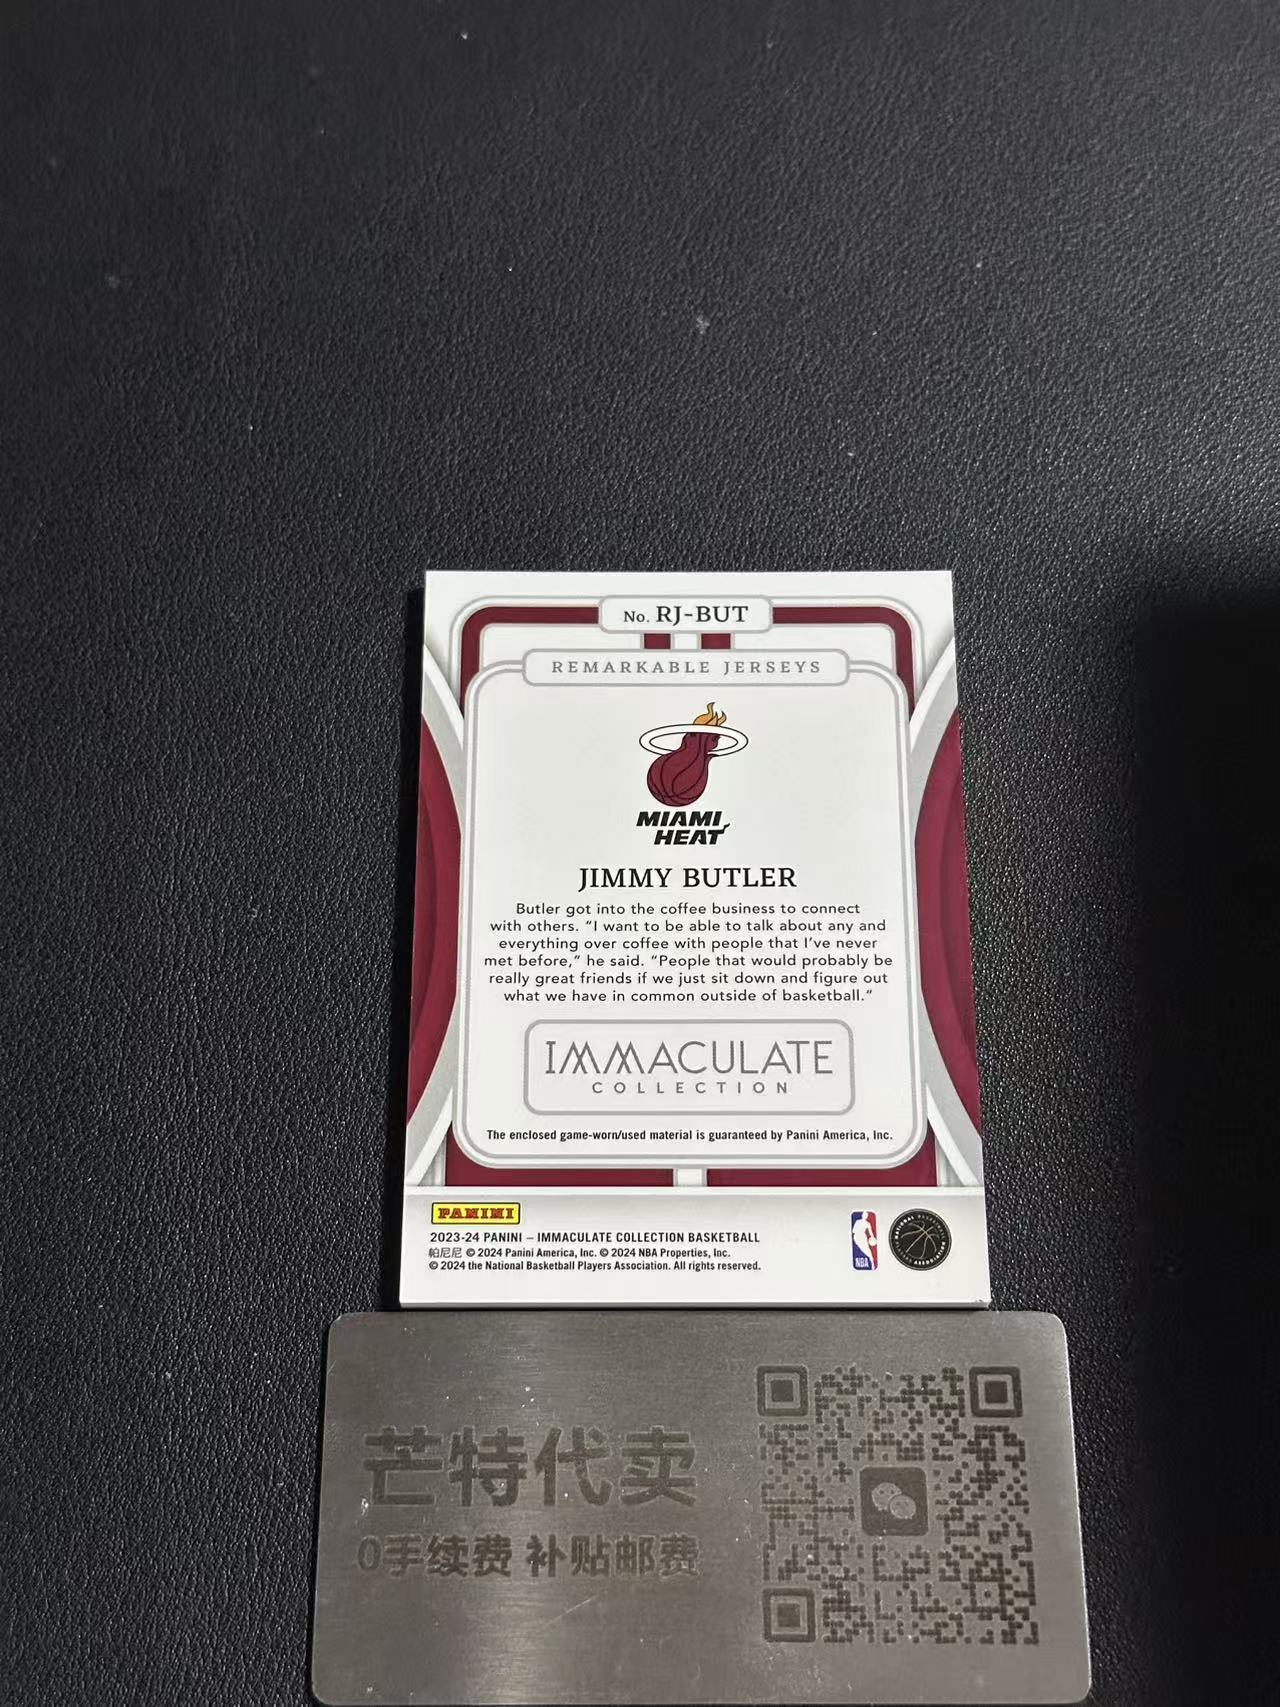 No. RJ-BUT
REMARKABLE JERSEYS
MIAMI
HEAT
JIMMY BUTLER
Butler got into the coffee business to connect
with others. “I want to be able to talk about any and
everything over coffee with people that I’ve never
met before,” he said. “People that would probably be
really great friends if we just sit down and figure out
what we have in common outside of basketball.”
IMMACULATE
COLLECTION
The enclosed game-worn/used material is guaranteed by Panini America, Inc.
PANINI
2023-24 PANINI – IMMACULATE COLLECTION BASKETBALL
帕尼尼 © 2024 Panini America, Inc. © 2024 NBA Properties, Inc.
© 2024 the National Basketball Players Association. All rights reserved.
NBA
芒特代卖
0手续费 补贴邮费